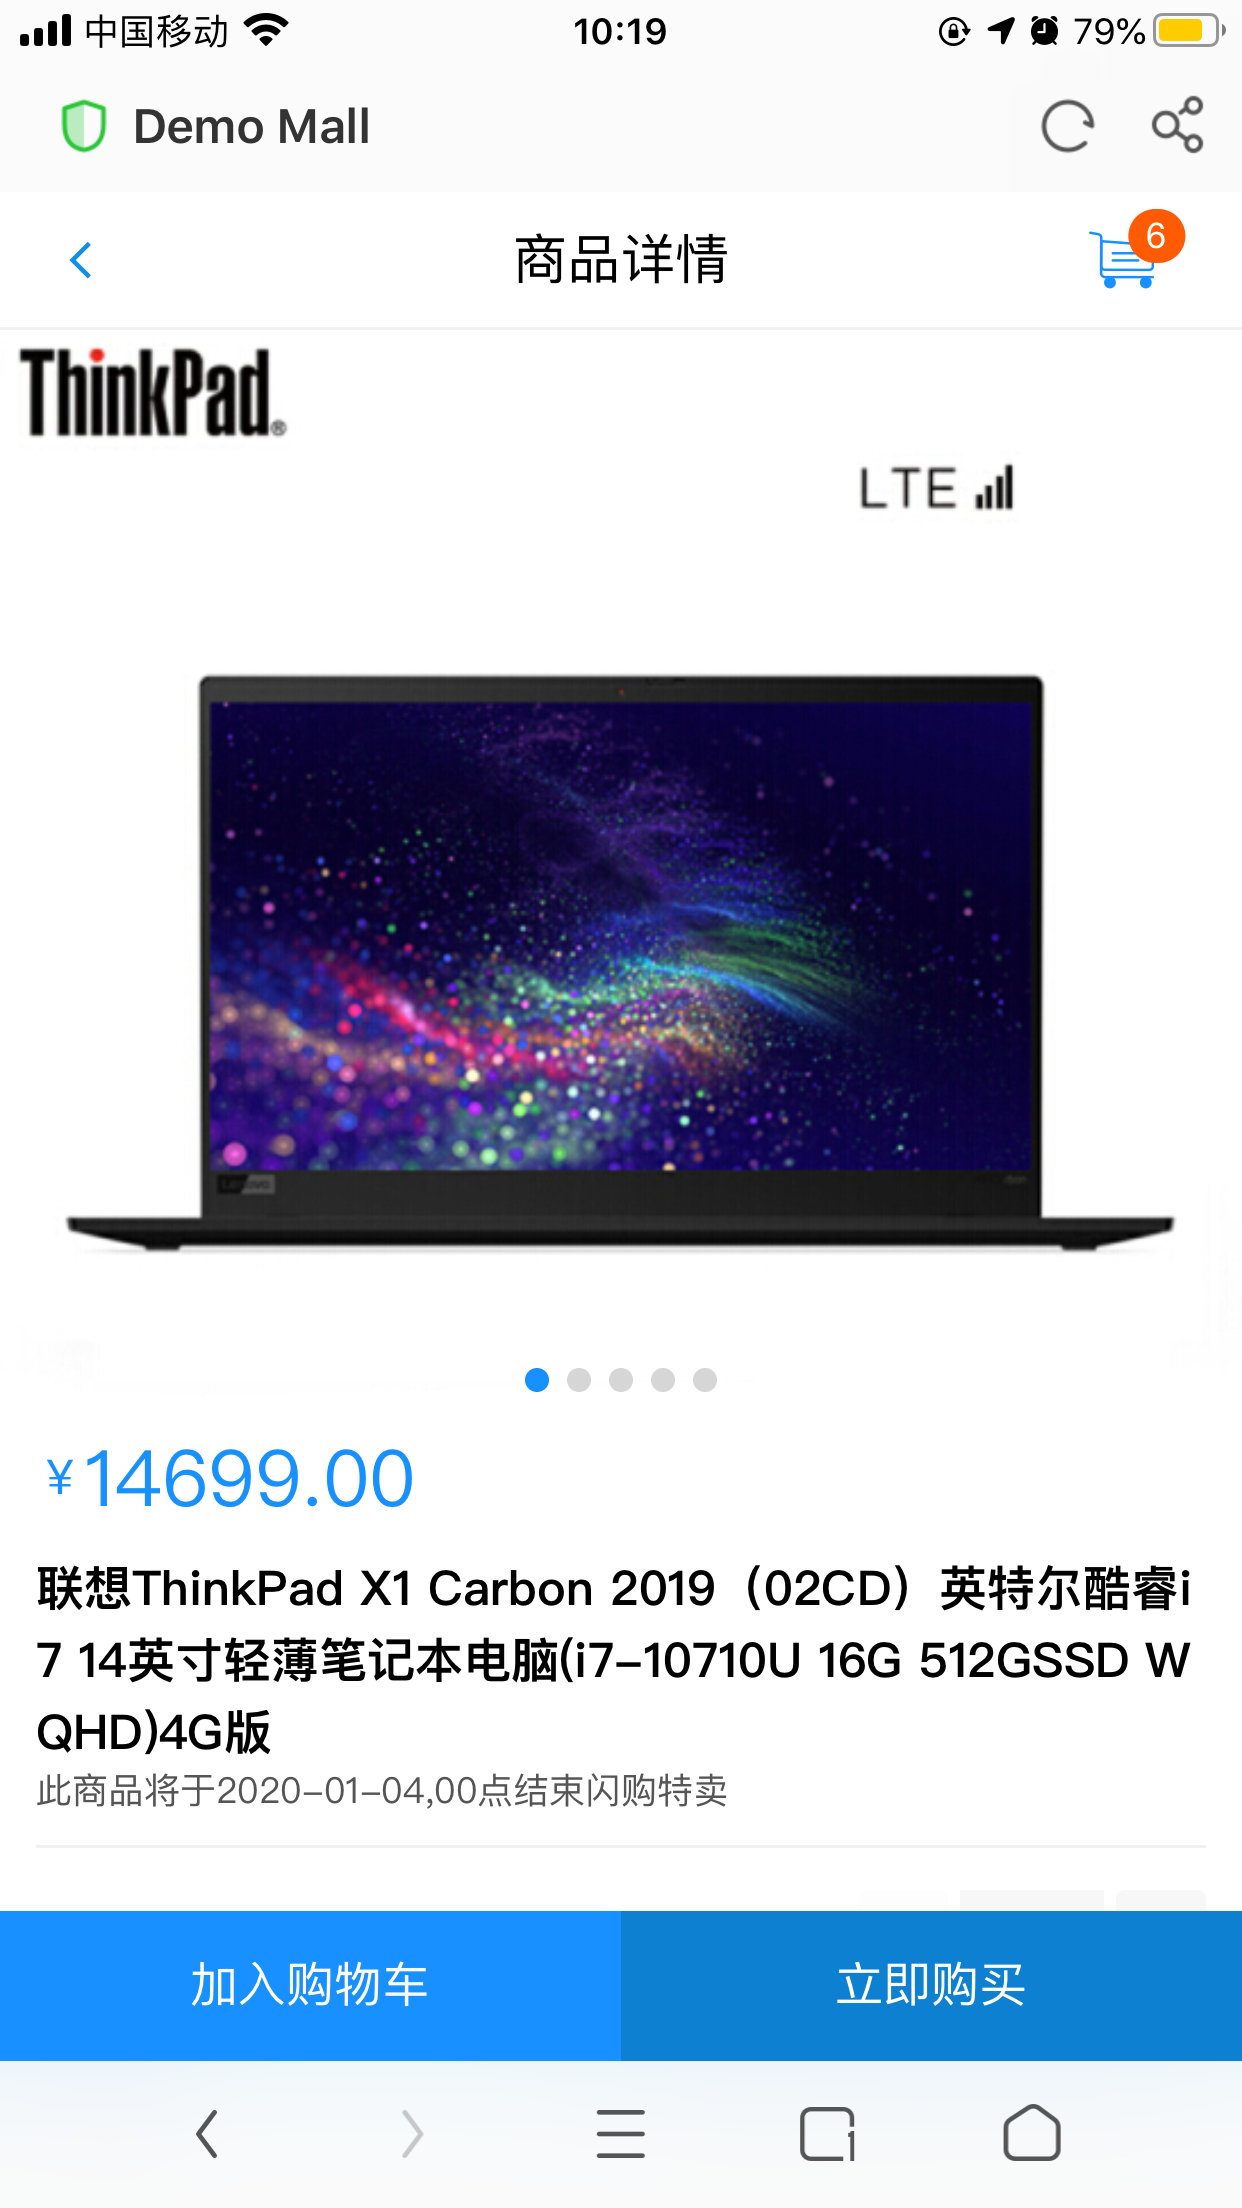 中国移动 10:19 79%
Demo Mall
商品详情 6
ThinkPad®
LTE
Lenovo
¥14699.00
联想ThinkPad X1 Carbon 2019（02CD）英特尔酷睿i
7 14英寸轻薄笔记本电脑(i7-10710U 16G 512GSSD W
QHD)4G版
此商品将于2020-01-04,00点结束闪购特卖
加入购物车 立即购买
1